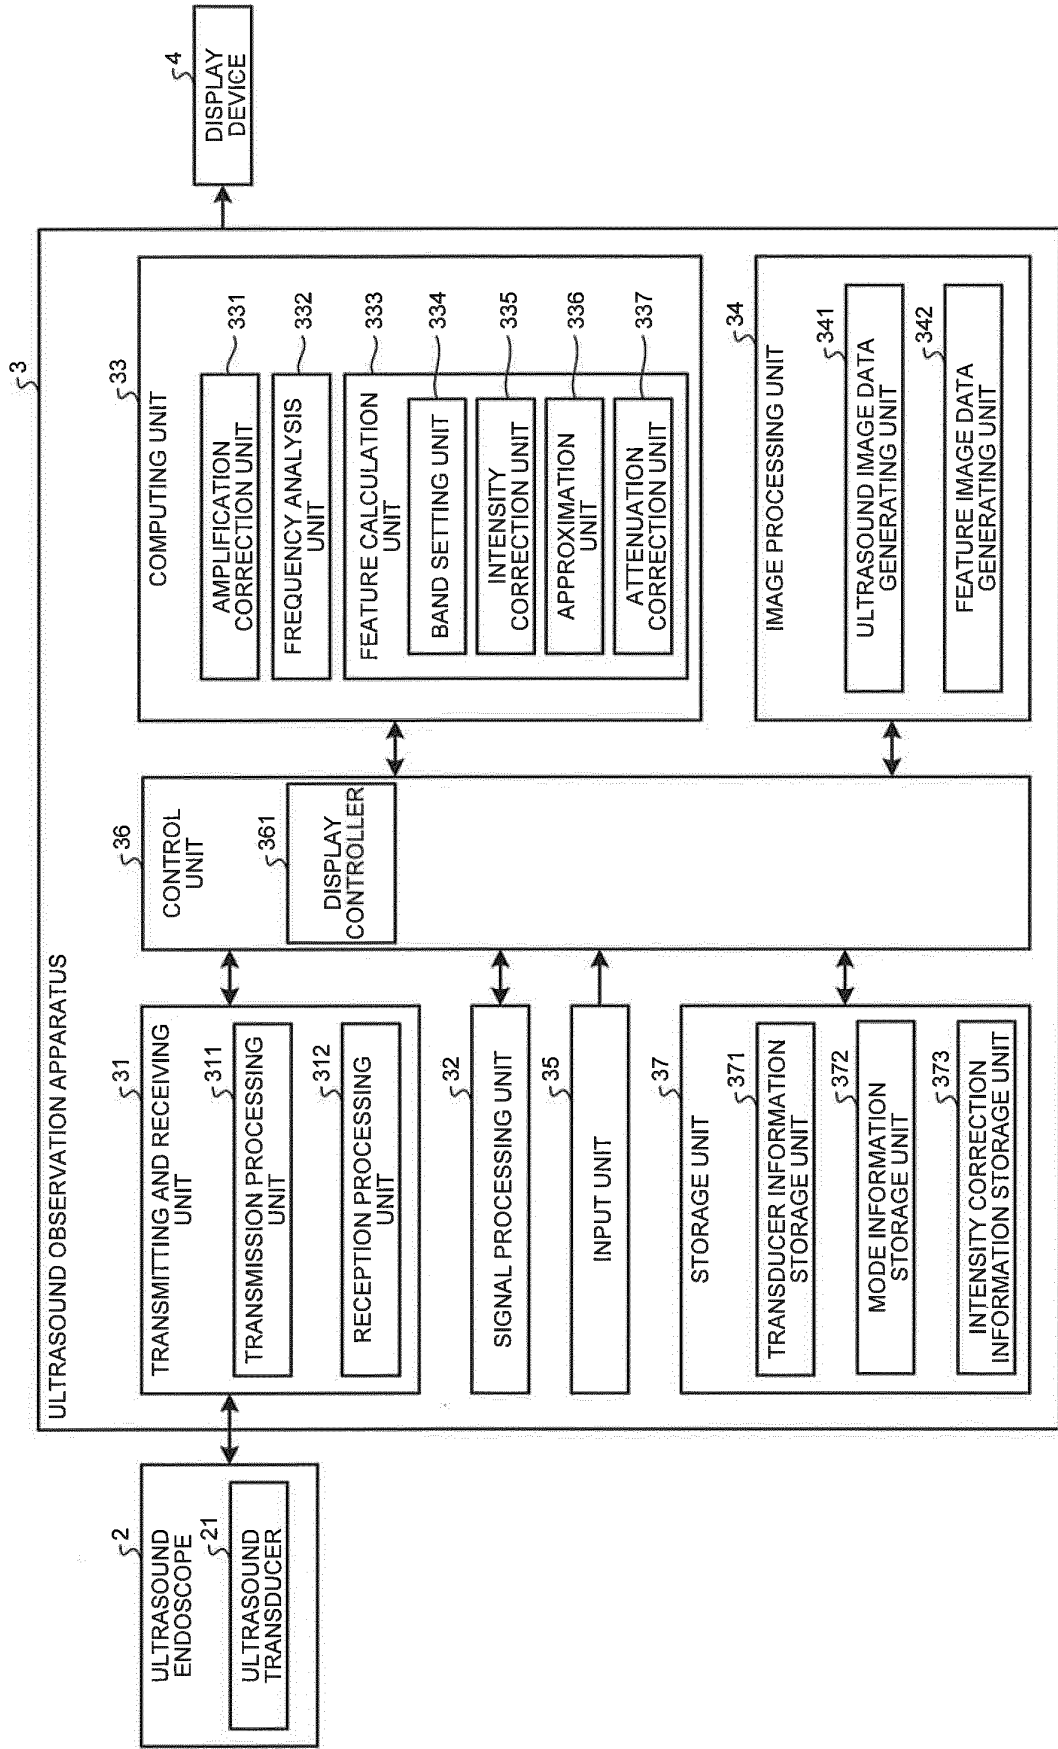 ULTRASOUND OBSERVATION APPARATUS
3
2
ULTRASOUND
ENDOSCOPE
21
ULTRASOUND
TRANSDUCER
31
TRANSMITTING AND RECEIVING
UNIT
311
TRANSMISSION PROCESSING
UNIT
312
RECEPTION PROCESSING
UNIT
32
SIGNAL PROCESSING UNIT
35
INPUT UNIT
37
STORAGE UNIT
371
TRANSDUCER INFORMATION
STORAGE UNIT
372
MODE INFORMATION
STORAGE UNIT
373
INTENSITY CORRECTION
INFORMATION STORAGE UNIT
36
CONTROL
UNIT
361
DISPLAY
CONTROLLER
33
COMPUTING UNIT
AMPLIFICATION
CORRECTION UNIT
331
FREQUENCY ANALYSIS
UNIT
332
FEATURE CALCULATION
UNIT
333
BAND SETTING UNIT
334
INTENSITY
CORRECTION UNIT
335
APPROXIMATION
UNIT
336
ATTENUATION
CORRECTION UNIT
337
34
IMAGE PROCESSING UNIT
341
ULTRASOUND IMAGE DATA
GENERATING UNIT
342
FEATURE IMAGE DATA
GENERATING UNIT
4
DISPLAY
DEVICE